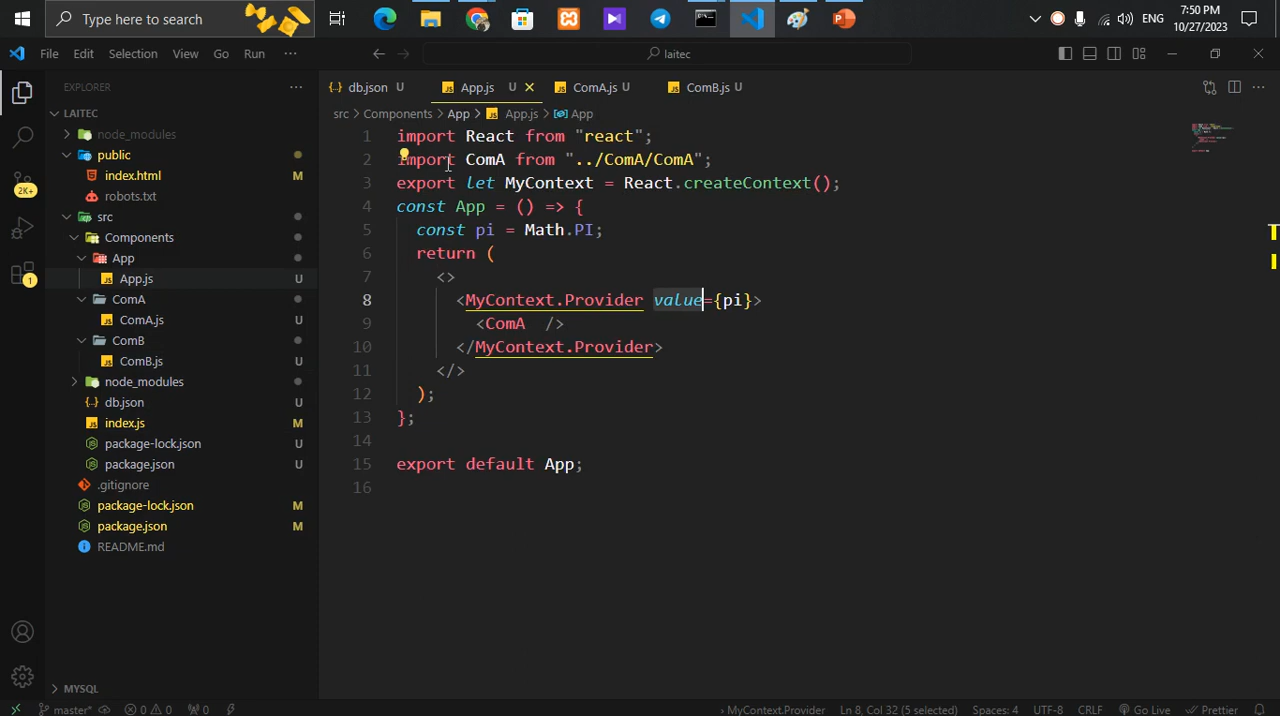 Type here to search
ENG
7:50 PM
10/27/2023
File Edit Selection View Go Run ···
laitec
EXPLORER
LAITEC
node_modules
public
index.html
robots.txt
src
Components
App
App.js U
ComA
ComA.js U
ComB
ComB.js U
node_modules
db.json U
index.js M
package-lock.json U
package.json U
.gitignore
package-lock.json M
package.json M
README.md
MYSQL
2K+
1
db.json U
App.js U
ComA.js U
ComB.js U
src > Components > App > App.js > App
1 import React from "react";
2 import ComA from "../ComA/ComA";
3 export let MyContext = React.createContext();
4 const App = () => {
5 const pi = Math.PI;
6 return (
7 <>
8 <MyContext.Provider value={pi}>
9 <ComA />
10 </MyContext.Provider>
11 </>
12 );
13 };
14
15 export default App;
16
master* 0 0 0 MyContext.Provider Ln 8, Col 32 (5 selected) Spaces: 4 UTF-8 CRLF JavaScript Go Live Prettier